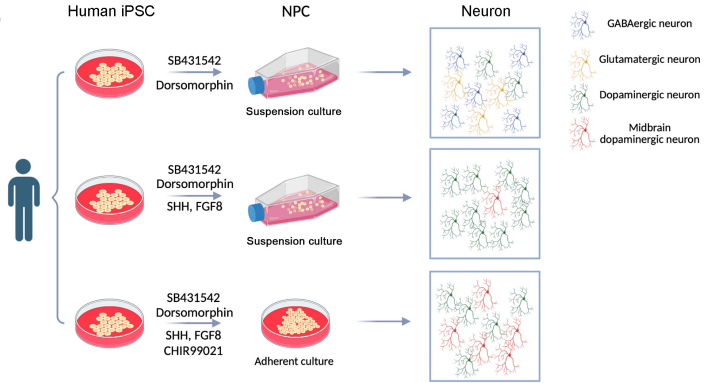 Human iPSC
NPC
Neuron
SB431542
Dorsomorphin
Suspension culture
SB431542
Dorsomorphin
SHH, FGF8
Suspension culture
SB431542
Dorsomorphin
SHH, FGF8
CHIR99021
Adherent culture
GABAergic neuron
Glutamatergic neuron
Dopaminergic neuron
Midbrain
dopaminergic neuron